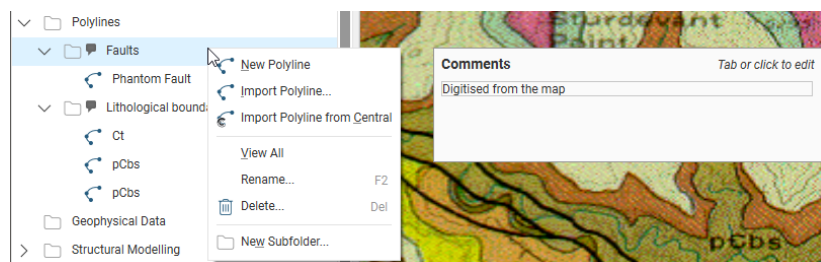 Polylines
Faults
Phantom Fault
Lithological bounda
Ct
pCbs
pCbs
Geophysical Data
Structural Modelling
New Polyline
Import Polyline...
Import Polyline from Central
View All
Rename... F2
Delete... Del
New Subfolder...
Sturdevant
Point
Comments Tab or click to edit
Digitised from the map
pCbs